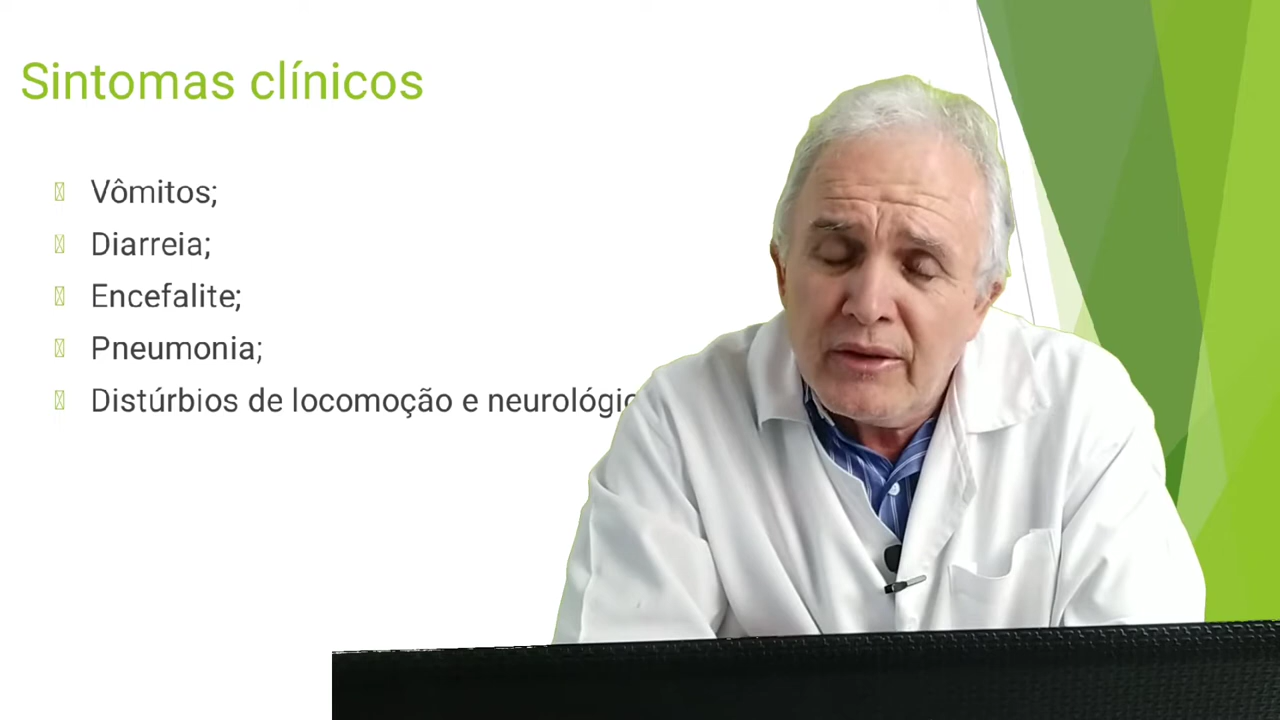 Sintomas clínicos
Vômitos;
Diarreia;
Encefalite;
Pneumonia;
Distúrbios de locomoção e